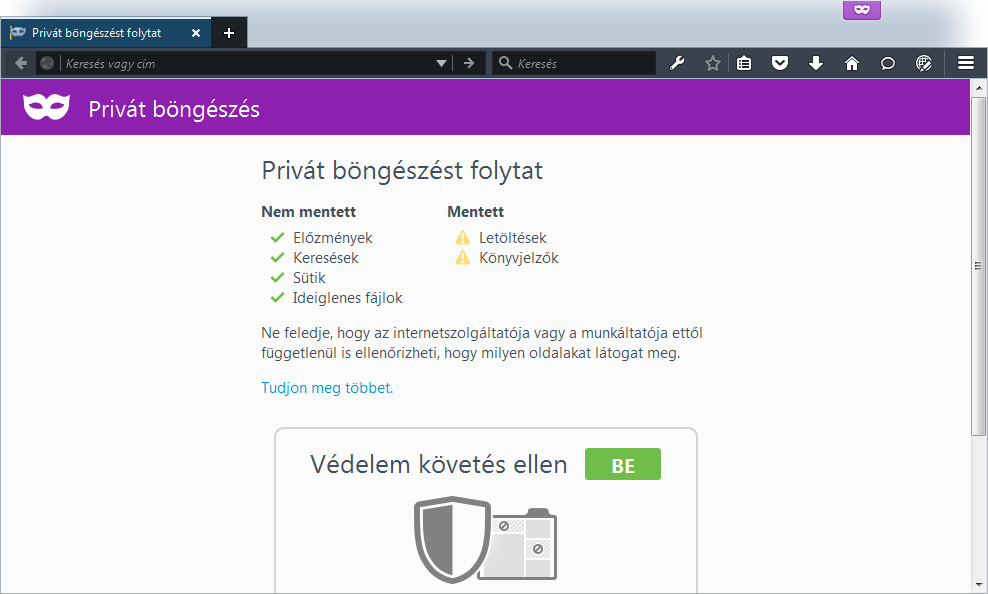 Privát böngészést folytat
Keresés vagy cím
Keresés
Privát böngészés
Privát böngészést folytat
Nem mentett
Mentett
Előzmények
Letöltések
Keresések
Könyvjelzők
Sütik
Ideiglenes fájlok
Ne feledje, hogy az internetszolgáltatója vagy a munkáltatója ettől
függetlenül is ellenőrizheti, hogy milyen oldalakat látogat meg.
Tudjon meg többet.
Védelem követés ellen
BE